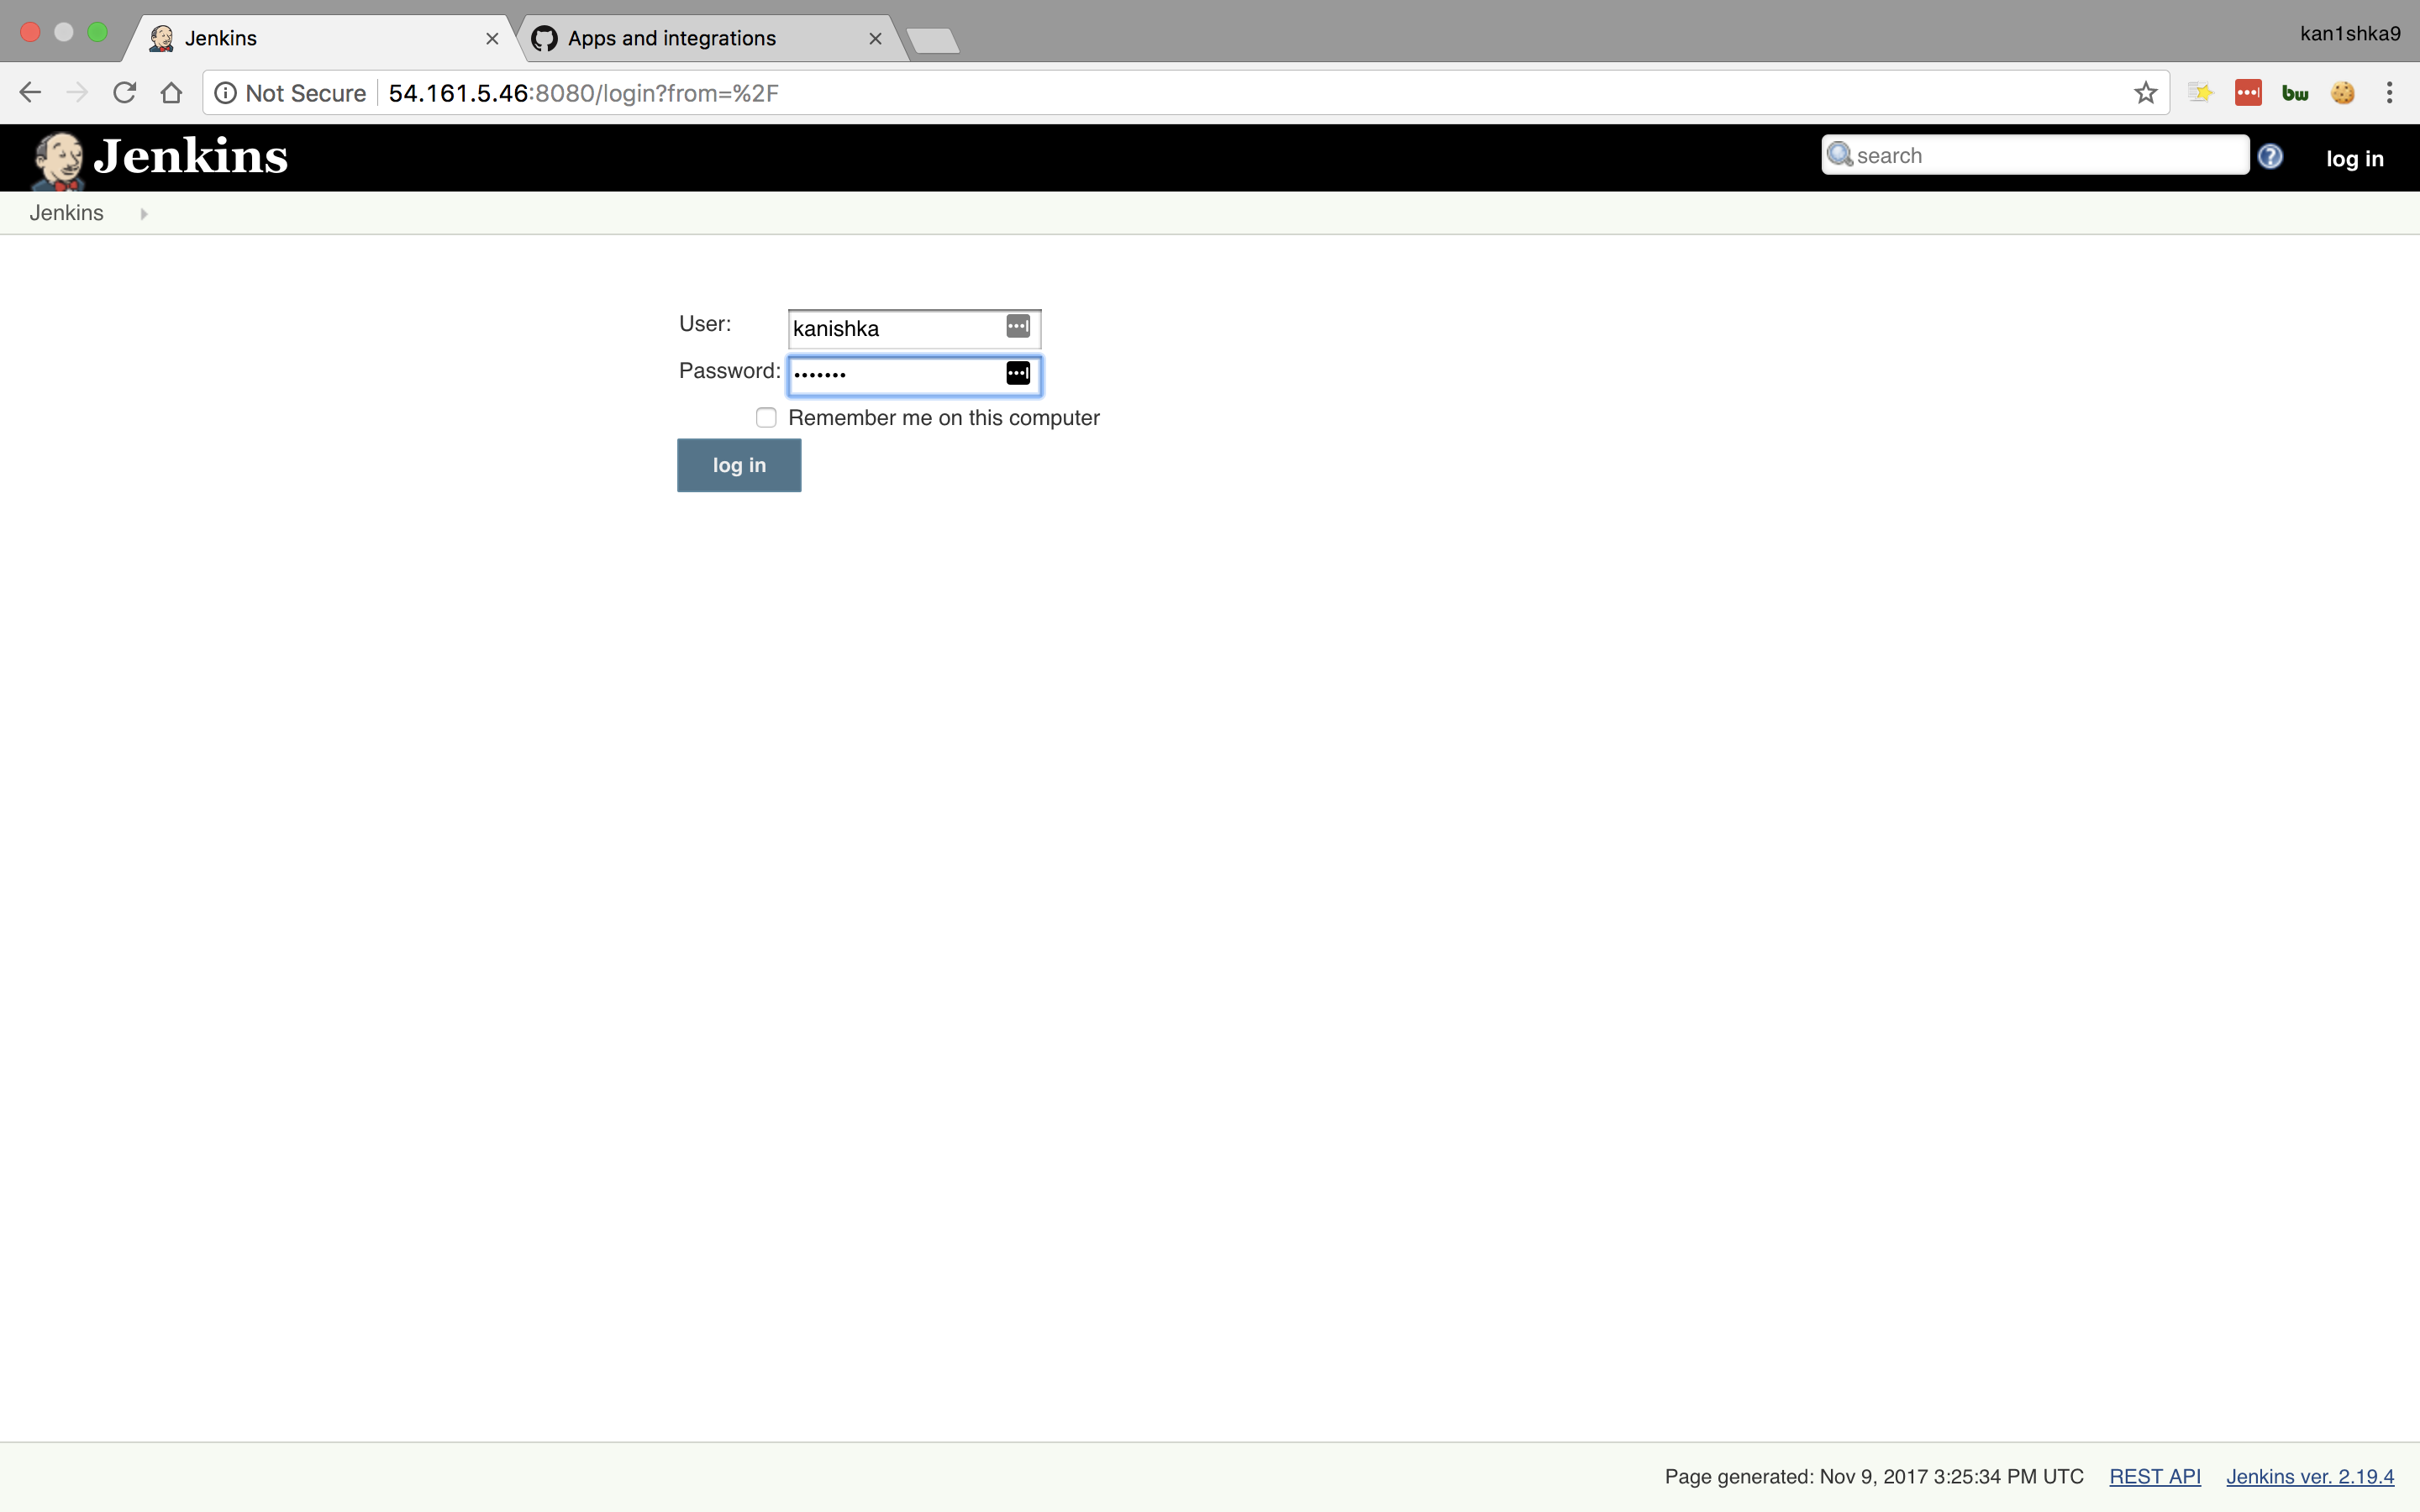 Jenkins
Apps and integrations
kan1shka9
Not Secure 54.161.5.46:8080/login?from=%2F
bw
Jenkins
search
log in
Jenkins
User: kanishka
Password: •••••••
Remember me on this computer
log in
Page generated: Nov 9, 2017 3:25:34 PM UTC REST API Jenkins ver. 2.19.4